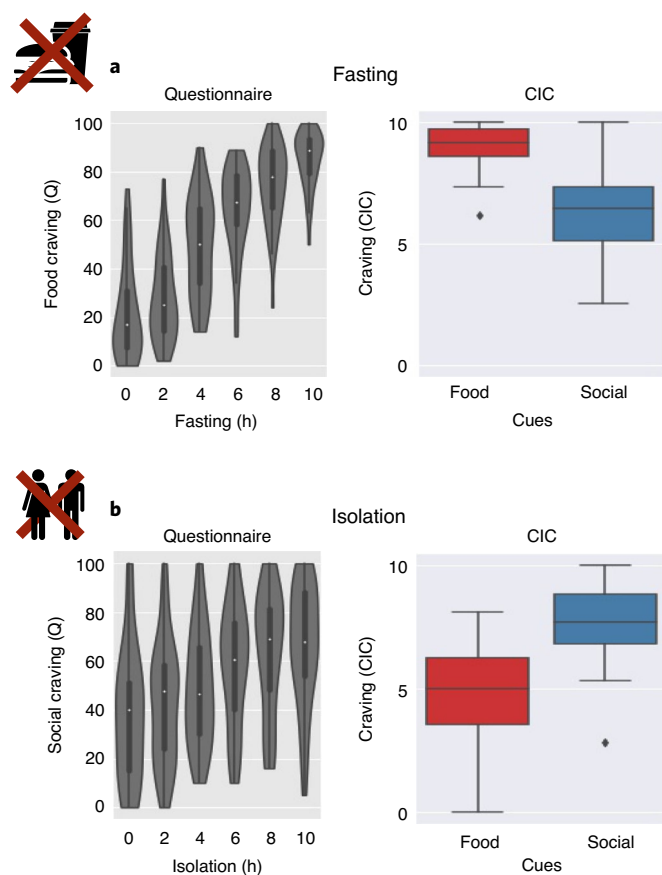 a
Fasting
Questionnaire
CIC
Food craving (Q)
100
80
60
40
20
0
0 2 4 6 8 10
Fasting (h)
Craving (CIC)
10
5
0
Food Social
Cues
b
Isolation
Questionnaire
CIC
Social craving (Q)
100
80
60
40
20
0
0 2 4 6 8 10
Isolation (h)
Craving (CIC)
10
5
0
Food Social
Cues